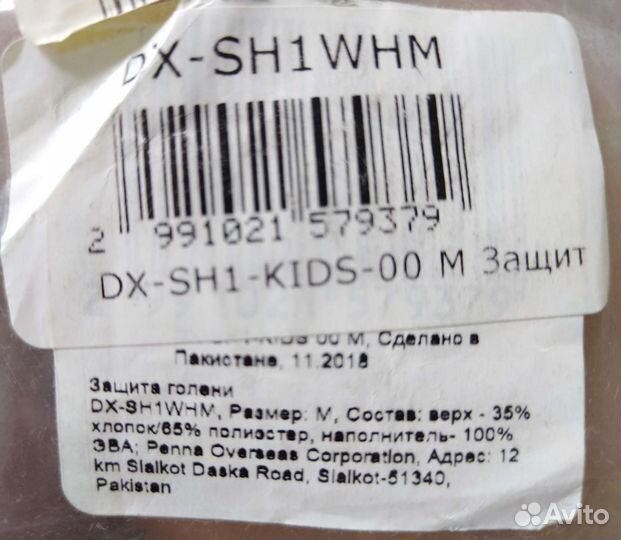 DX-SH1WHM
2 991021 579379
DX-SH1-KIDS-00 M Защит
-KIDS 00 M, Сделано в
Пакистане, 11.2018
Защита голени
DX-SH1WHM, Размер: M, Состав: верх - 35%
хлопок/65% полиэстер, наполнитель- 100%
ЭВА; Penna Overseas Corporation, Адрес: 12
km Sialkot Daska Road, Sialkot-51340,
Pakistan
Avito